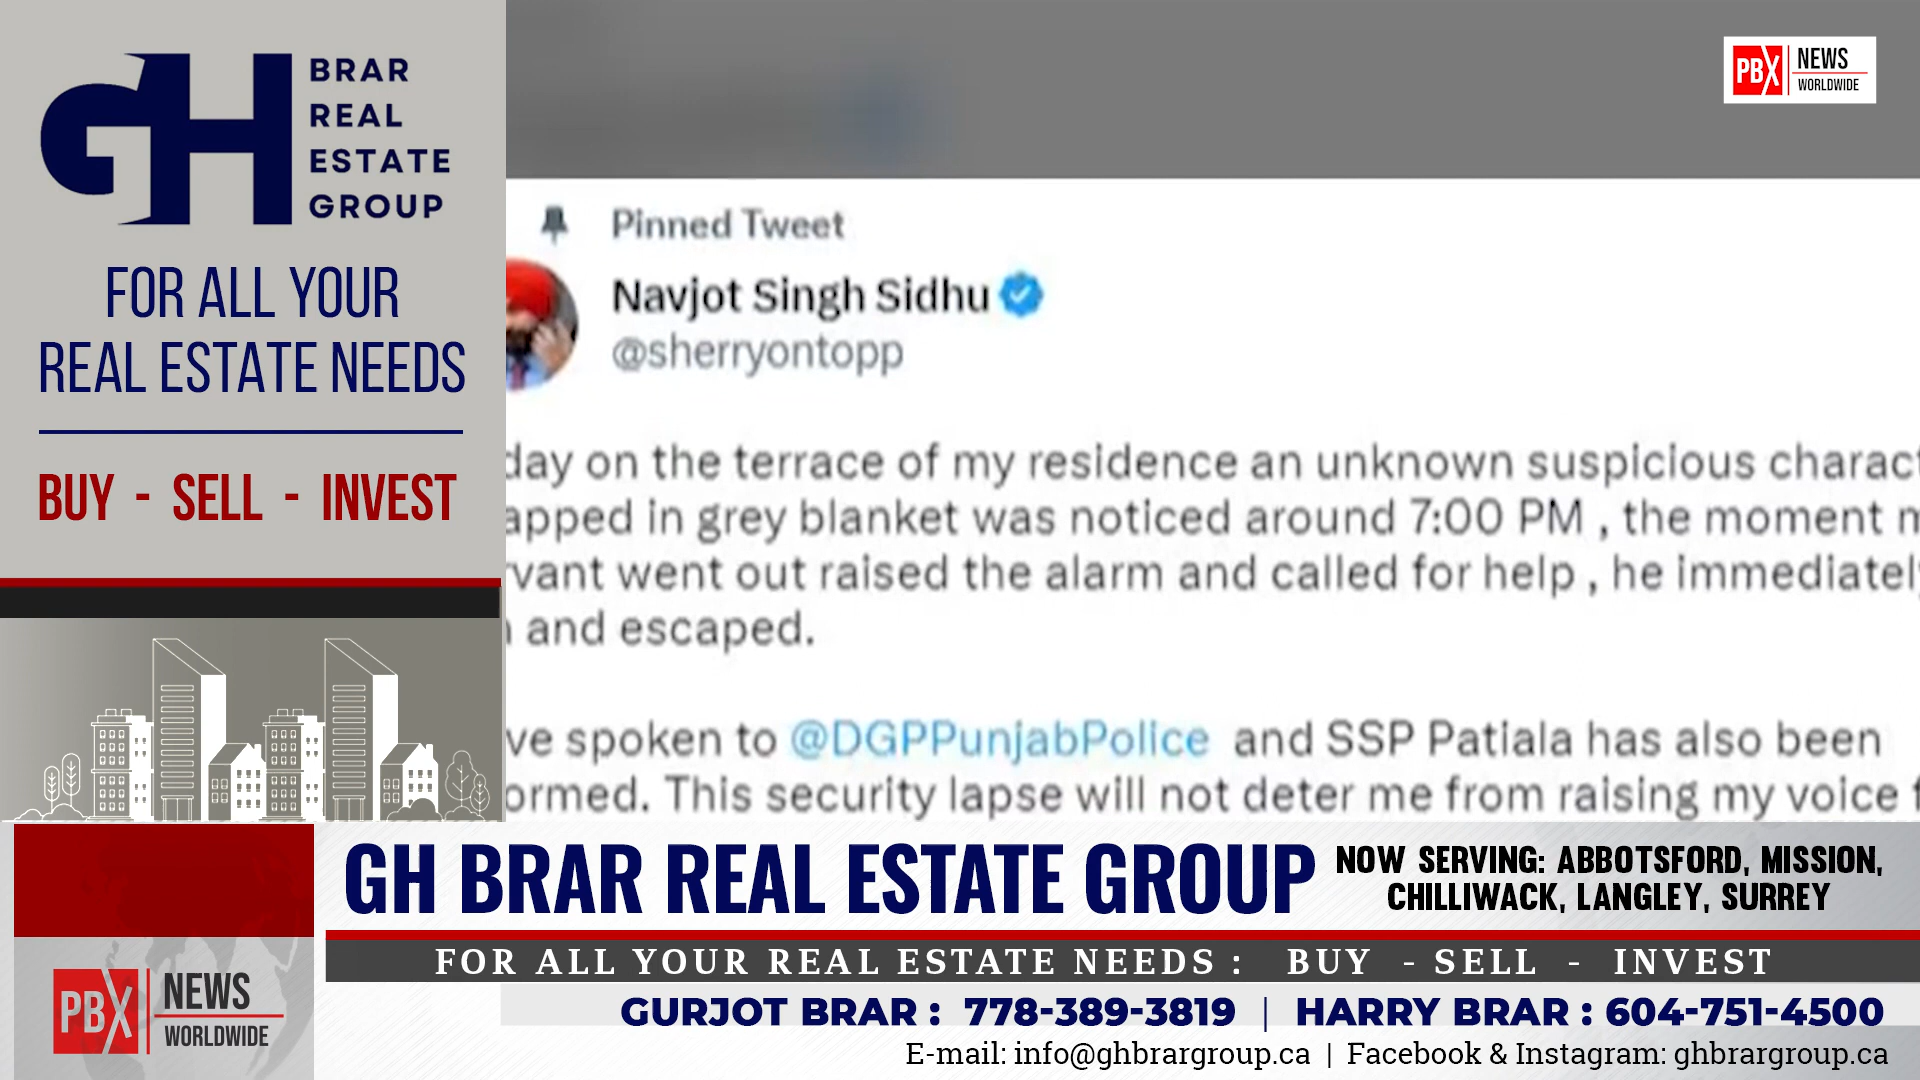 GH
BRAR
REAL
ESTATE
GROUP
FOR ALL YOUR
REAL ESTATE NEEDS
BUY - SELL - INVEST
PBX NEWS
WORLDWIDE
Pinned Tweet
Navjot Singh Sidhu
@sherryontopp
day on the terrace of my residence an unknown suspicious charact
apped in grey blanket was noticed around 7:00 PM , the moment m
vant went out raised the alarm and called for help , he immediatel
and escaped.
ve spoken to @DGPPunjabPolice and SSP Patiala has also been
ormed. This security lapse will not deter me from raising my voice f
GH BRAR REAL ESTATE GROUP
NOW SERVING: ABBOTSFORD, MISSION,
CHILLIWACK, LANGLEY, SURREY
FOR ALL YOUR REAL ESTATE NEEDS : BUY - SELL - INVEST
PBX NEWS
WORLDWIDE
GURJOT BRAR : 778-389-3819 | HARRY BRAR : 604-751-4500
E-mail: info@ghbrargroup.ca | Facebook & Instagram: ghbrargroup.ca